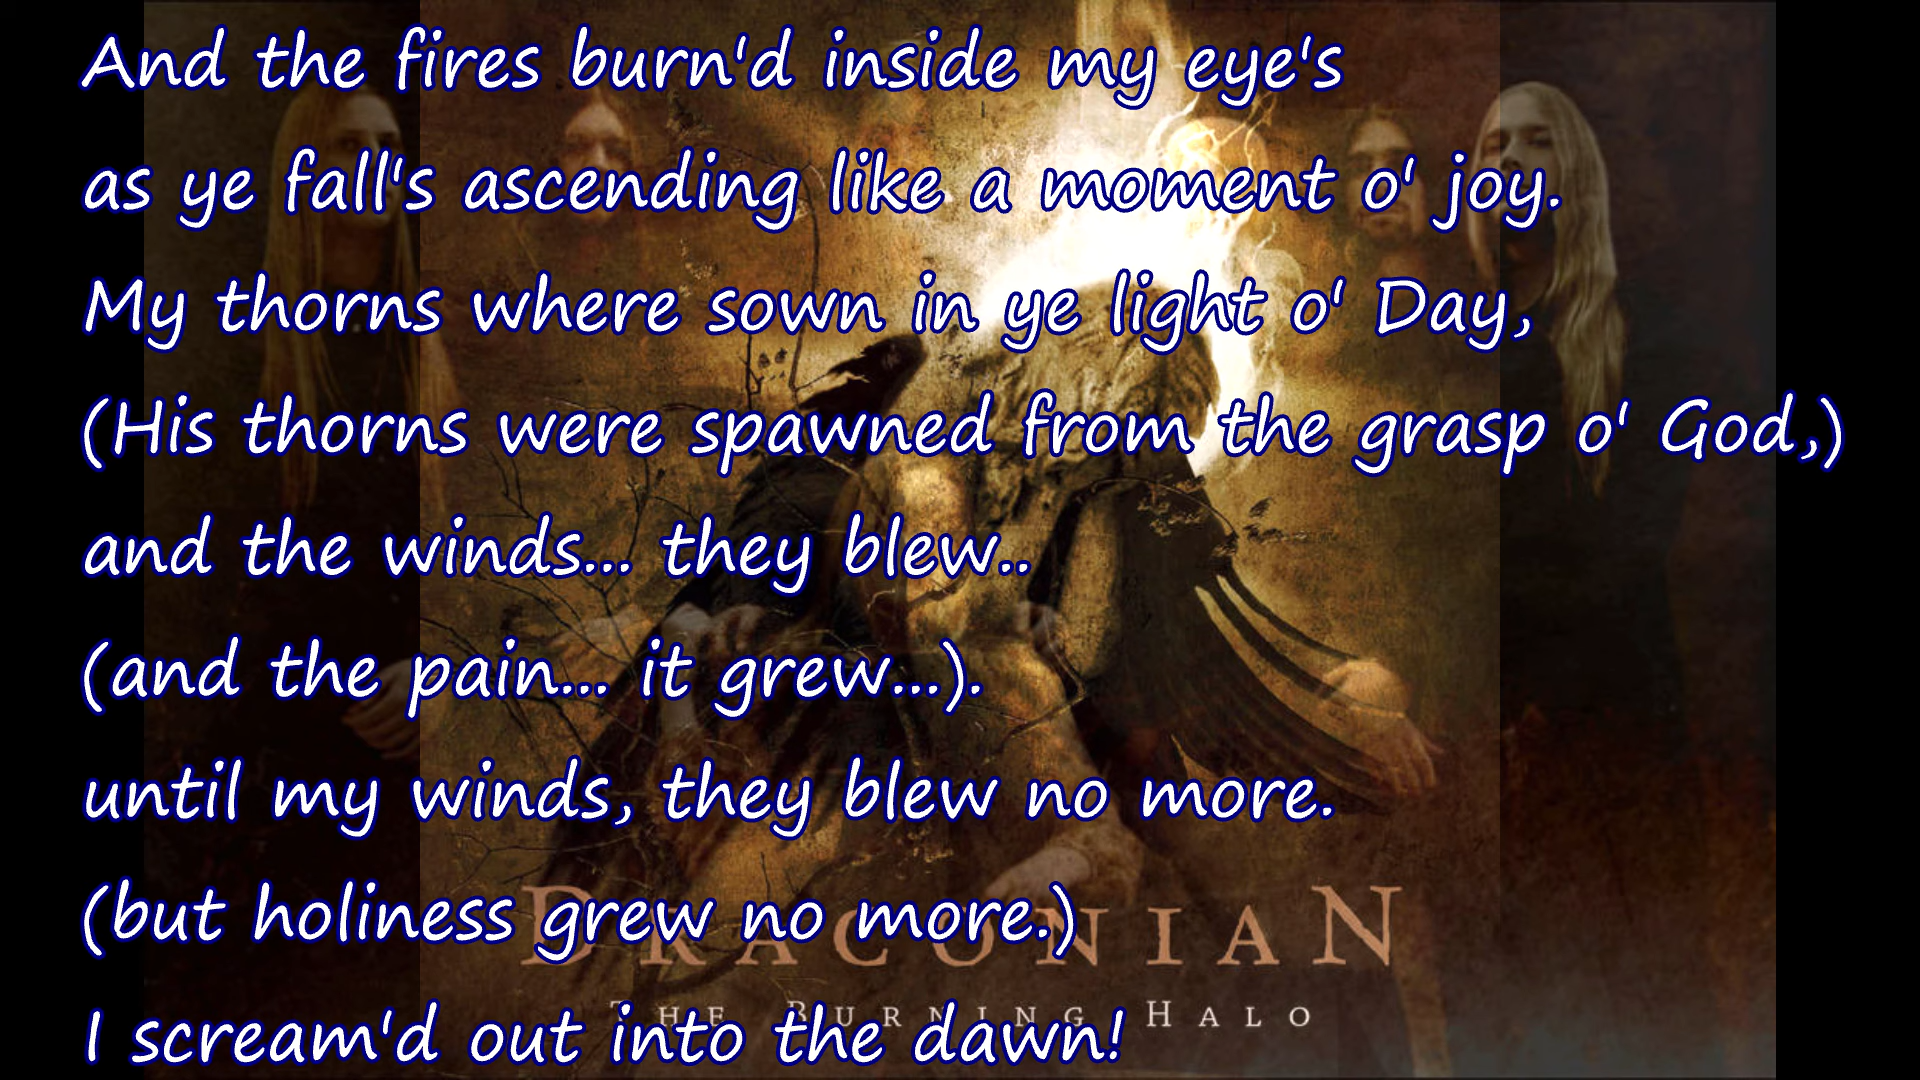 And the fires burn'd inside my eye's
as ye fall's ascending like a moment o' joy.
My thorns where sown in ye light o' Day,
(His thorns were spawned from the grasp o' God,)
and the winds... they blew..
(and the pain... it grew...).
until my winds, they blew no more.
(but holiness grew no more.)
DRACONIAN
THE BURNING HALO
I scream'd out into the dawn!